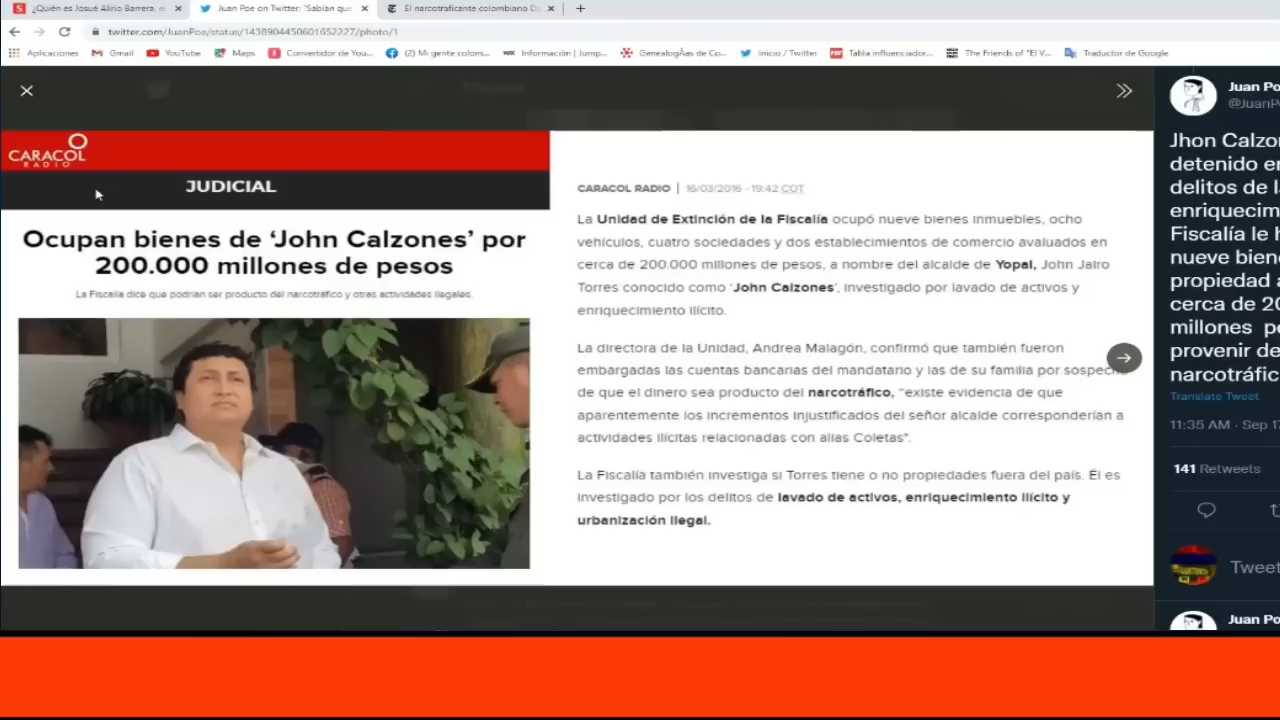 ¿Quién es Josué Alirio Barrera, el
Juan Poe on Twitter: "Sabían que
El narcotraficante colombiano D
twitter.com/JuanPoe/status/1438904450601652227/photo/1
Aplicaciones
Gmail
YouTube
Maps
Convertidor de You...
(2) Mi gente colom...
Información | Jump...
GenealogÃas de Co...
Inicio / Twitter
Tabla influenciador...
The Friends of "El V...
Traductor de Google
CARACOL
RADIO
JUDICIAL
Ocupan bienes de ‘John Calzones’ por
200.000 millones de pesos
La Fiscalía dice que podrían ser producto del narcotráfico y otras actividades ilegales.
CARACOL RADIO | 16/03/2016 - 19:42 COT
La Unidad de Extinción de la Fiscalía ocupó nueve bienes inmuebles, ocho
vehículos, cuatro sociedades y dos establecimientos de comercio avaluados en
cerca de 200.000 millones de pesos, a nombre del alcalde de Yopal, John Jairo
Torres conocido como ‘John Calzones’, investigado por lavado de activos y
enriquecimiento ilícito.
La directora de la Unidad, Andrea Malagón, confirmó que también fueron
embargadas las cuentas bancarias del mandatario y las de su familia por sospech
de que el dinero sea producto del narcotráfico, "existe evidencia de que
aparentemente los incrementos injustificados del señor alcalde corresponderían a
actividades ilícitas relacionadas con alias Coletas".
La Fiscalía también investiga si Torres tiene o no propiedades fuera del país. Él es
investigado por los delitos de lavado de activos, enriquecimiento ilícito y
urbanización ilegal.
Juan Po
@JuanPo
Jhon Calzo
detenido en
delitos de l
enriquecim
Fiscalía le h
nueve bien
propiedad a
cerca de 20
millones p
provenir de
narcotráfic
Translate Tweet
11:35 AM · Sep 17
141 Retweets
Tweet
Juan Po